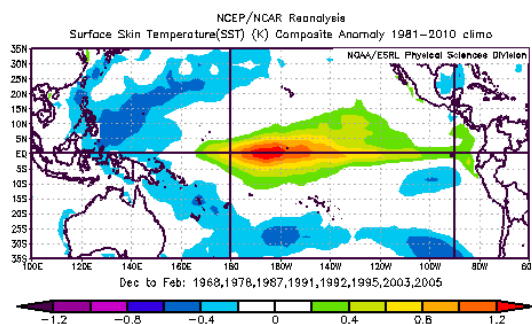 NCEP/NCAR Reanalysis
Surface Skin Temperature(SST) (K) Composite Anomaly 1981-2010 climo
NOAA/ESRL Physical Sciences Division
35N
30N
25N
20N
15N
10N
5N
EQ
5S
10S
15S
20S
25S
30S
35S
100E 120E 140E 160E 180 160W 140W 120W 100W 80W 60
Dec to Feb: 1968,1978,1987,1991,1992,1995,2003,2005
-1.2 -0.8 -0.4 0 0.4 0.8 1.2